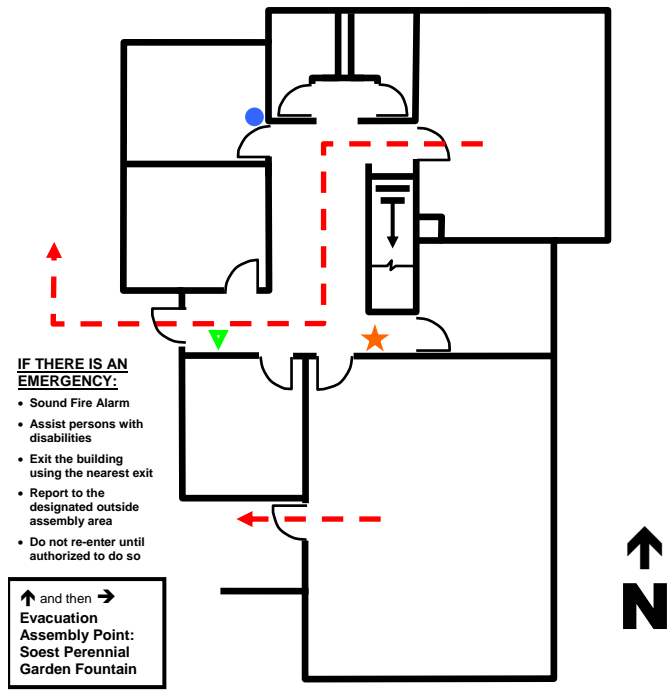 IF THERE IS AN
EMERGENCY:
• Sound Fire Alarm
• Assist persons with
disabilities
• Exit the building
using the nearest exit
• Report to the
designated outside
assembly area
• Do not re-enter until
authorized to do so
↑ and then →
Evacuation
Assembly Point:
Soest Perennial
Garden Fountain
N